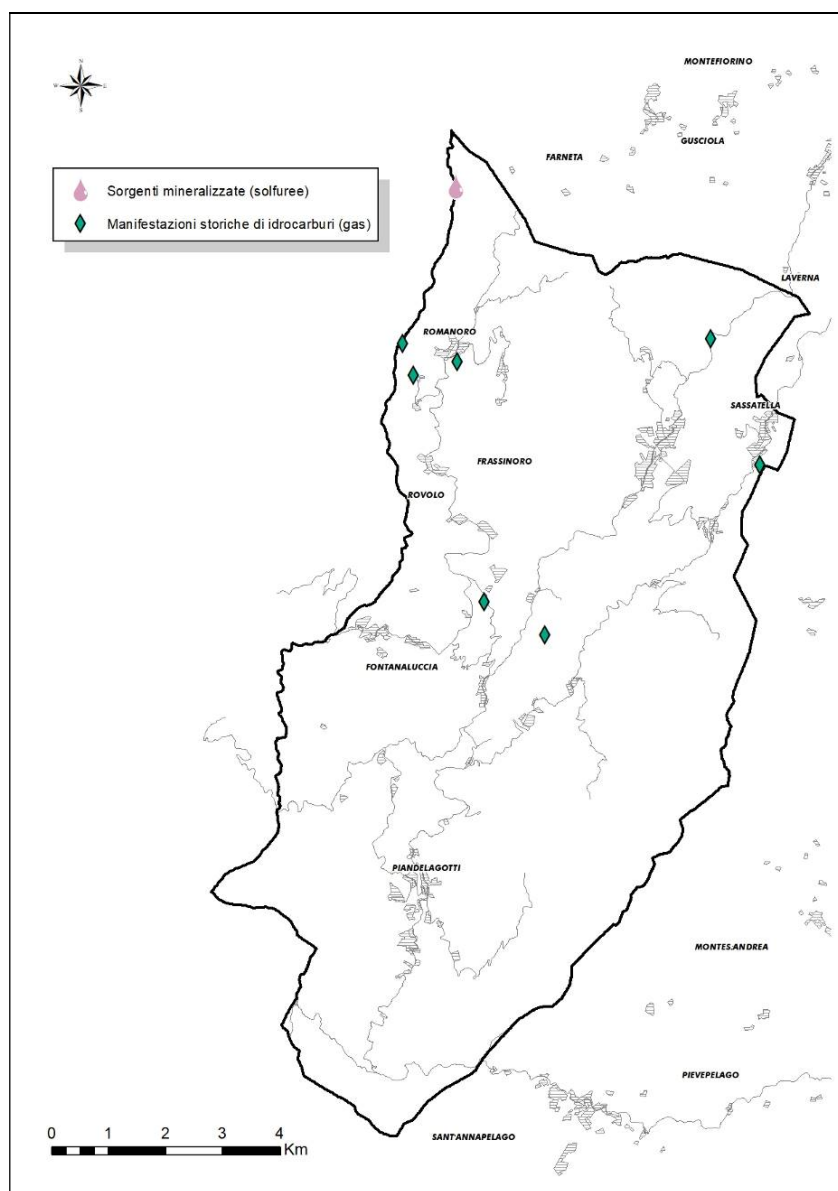 N
W E
S
MONTEFIORINO
GUSCIOLA
FARNETA
Sorgenti mineralizzate (solfuree)
Manifestazioni storiche di idrocarburi (gas)
LAVERNA
ROMANORO
SASSATELLA
FRASSINORO
ROVOLO
FONTANALUCCIA
PIANDELAGOTTI
MONTES.ANDREA
PIEVEPELAGO
SANT'ANNAPELAGO
0 1 2 3 4
Km